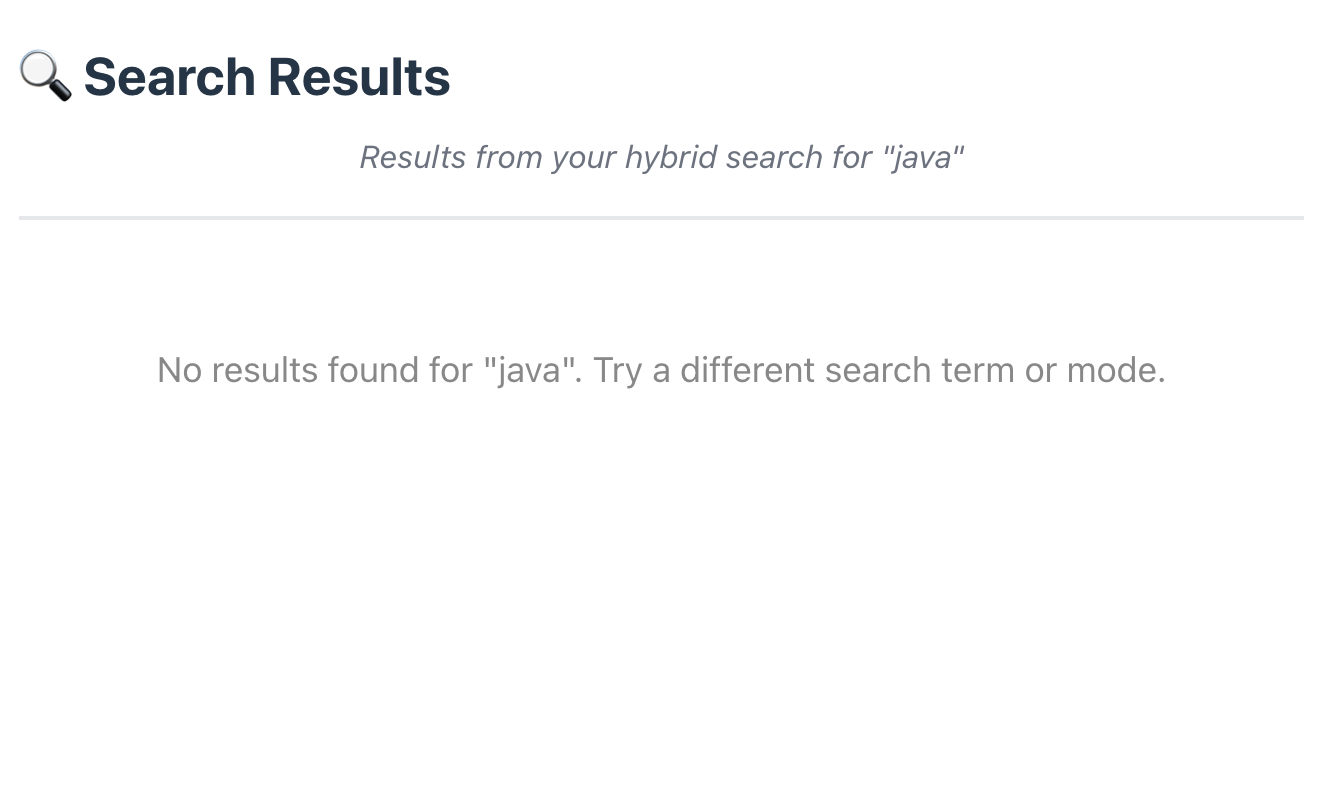 🔍 Search Results
Results from your hybrid search for "java"
No results found for "java". Try a different search term or mode.